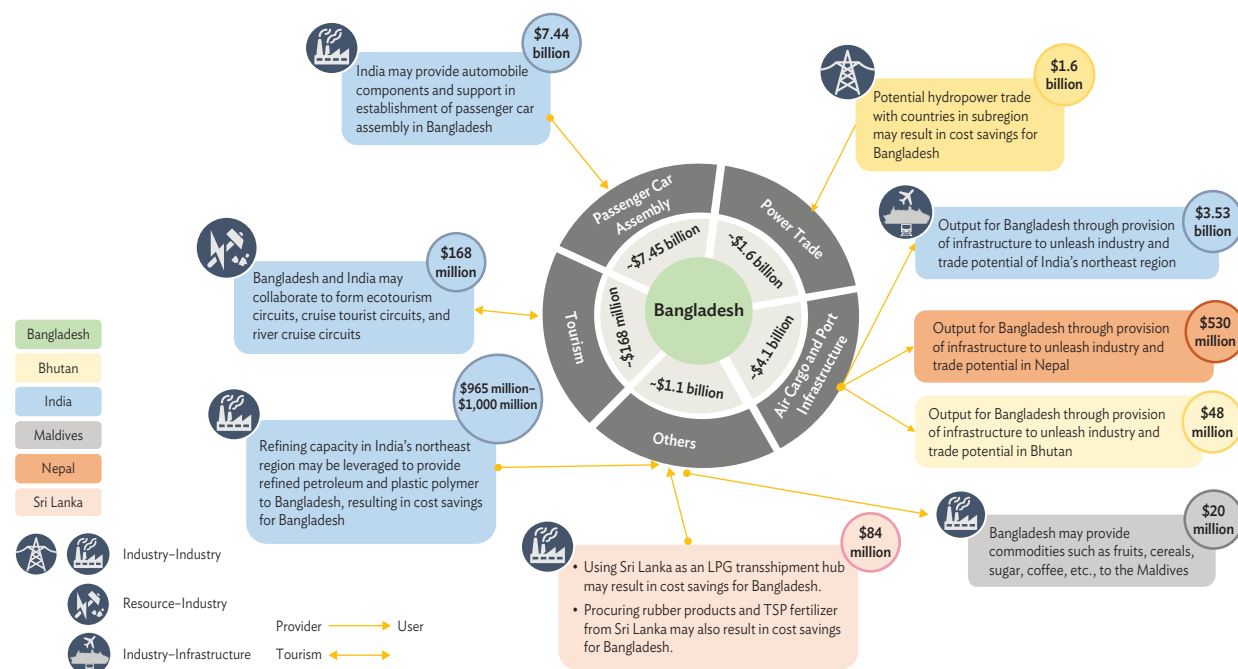 $7.44
billion
India may provide automobile
components and support in
establishment of passenger car
assembly in Bangladesh
$1.6
billion
Potential hydropower trade
with countries in subregion
may result in cost savings for
Bangladesh
$168
million
Bangladesh and India may
collaborate to form ecotourism
circuits, cruise tourist circuits, and
river cruise circuits
$965 million–
$1,000 million
Refining capacity in India’s northeast
region may be leveraged to provide
refined petroleum and plastic polymer
to Bangladesh, resulting in cost savings
for Bangladesh
Passenger Car
Assembly
~$7.45 billion
Power Trade
~$1.6 billion
Tourism
~$168 million
Bangladesh
Air Cargo and Port
Infrastructure
~$4.1 billion
~$1.1 billion
Others
$3.53
billion
Output for Bangladesh through provision
of infrastructure to unleash industry and
trade potential of India’s northeast region
$530
million
Output for Bangladesh through provision
of infrastructure to unleash industry and
trade potential in Nepal
$48
million
Output for Bangladesh through provision
of infrastructure to unleash industry and
trade potential in Bhutan
$20
million
Bangladesh may provide
commodities such as fruits, cereals,
sugar, coffee, etc., to the Maldives
$84
million
• Using Sri Lanka as an LPG transshipment hub
may result in cost savings for Bangladesh.
• Procuring rubber products and TSP fertilizer
from Sri Lanka may also result in cost savings
for Bangladesh.
Bangladesh
Bhutan
India
Maldives
Nepal
Sri Lanka
Industry–Industry
Resource–Industry
Industry–Infrastructure
Provider User
Tourism